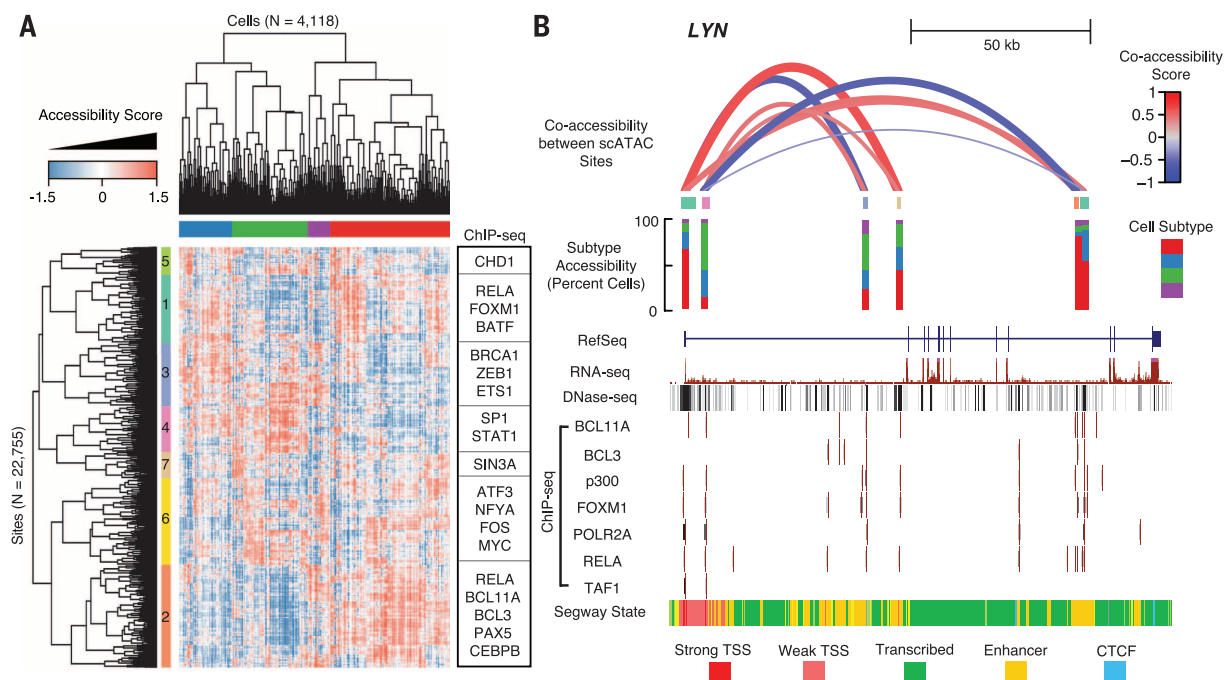 A
Cells (N = 4,118)
Accessibility Score
-1.5
0
1.5
ChIP-seq
Sites (N = 22,755)
5
1
3
4
7
6
2
CHD1
RELA
FOXM1
BATF
BRCA1
ZEB1
ETS1
SP1
STAT1
SIN3A
ATF3
NFYA
FOS
MYC
RELA
BCL11A
BCL3
PAX5
CEBPB
B
LYN
50 kb
Co-accessibility
Score
1
0.5
0
−0.5
−1
Co-accessibility
between scATAC
Sites
100
Subtype
Accessibility
(Percent Cells)
0
Cell Subtype
RefSeq
RNA-seq
DNase-seq
ChIP-seq
BCL11A
BCL3
p300
FOXM1
POLR2A
RELA
TAF1
Segway State
Strong TSS
Weak TSS
Transcribed
Enhancer
CTCF